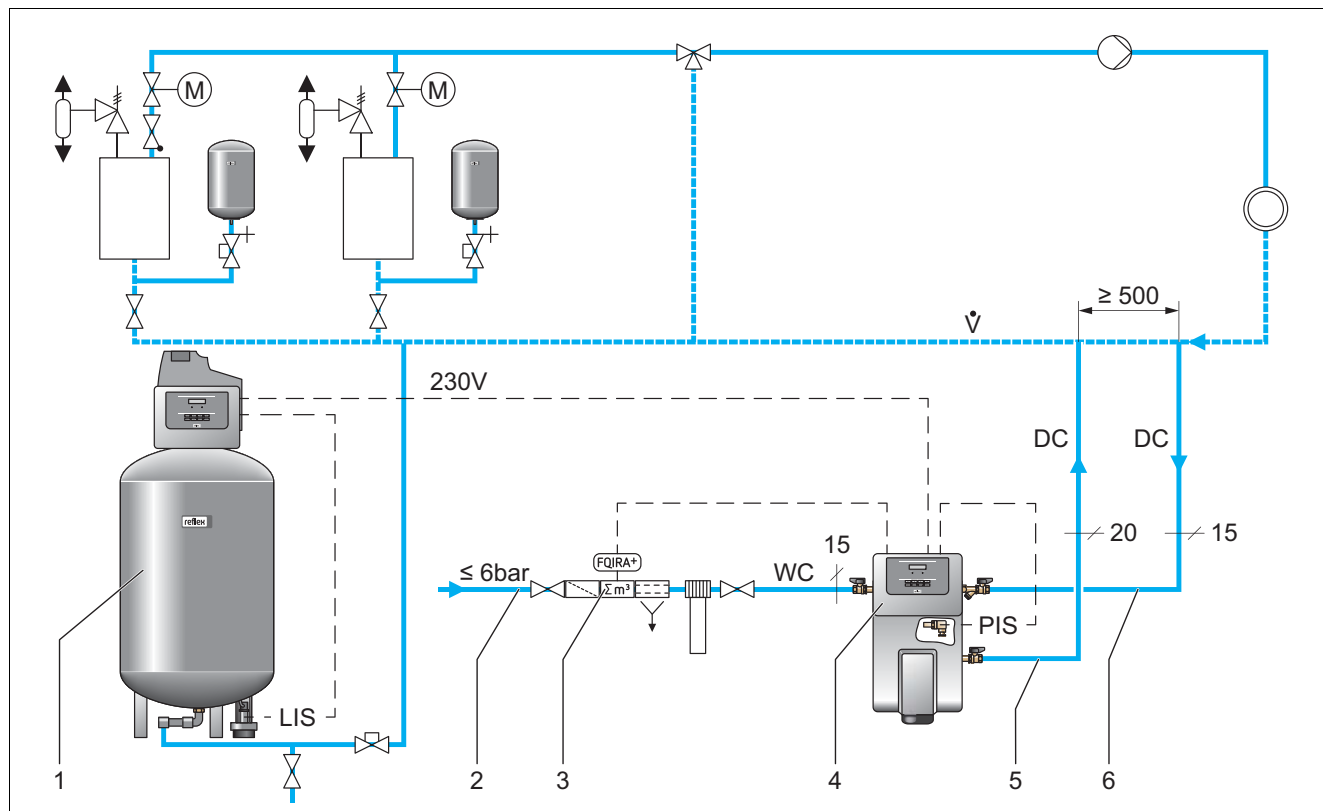 M
M
≥ 500
V̇
230V
DC
DC
reflex
FQIRA+
15
20
15
≤ 6bar
Σ m³
WC
PIS
LIS
1
2
3
4
5
6